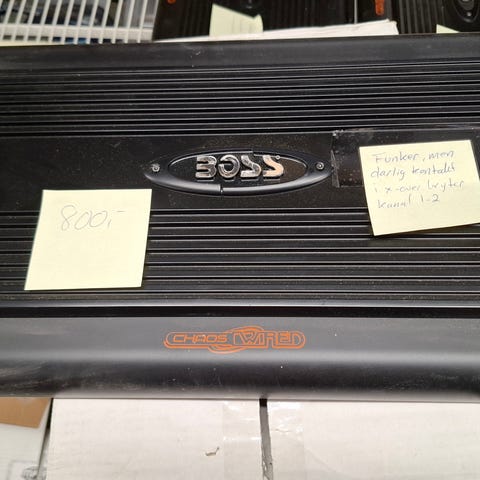 BOSS
Funker, men
dårlig kontakt
i x-over bryter
kanal 1-2
800,-
CHAOS WIRED